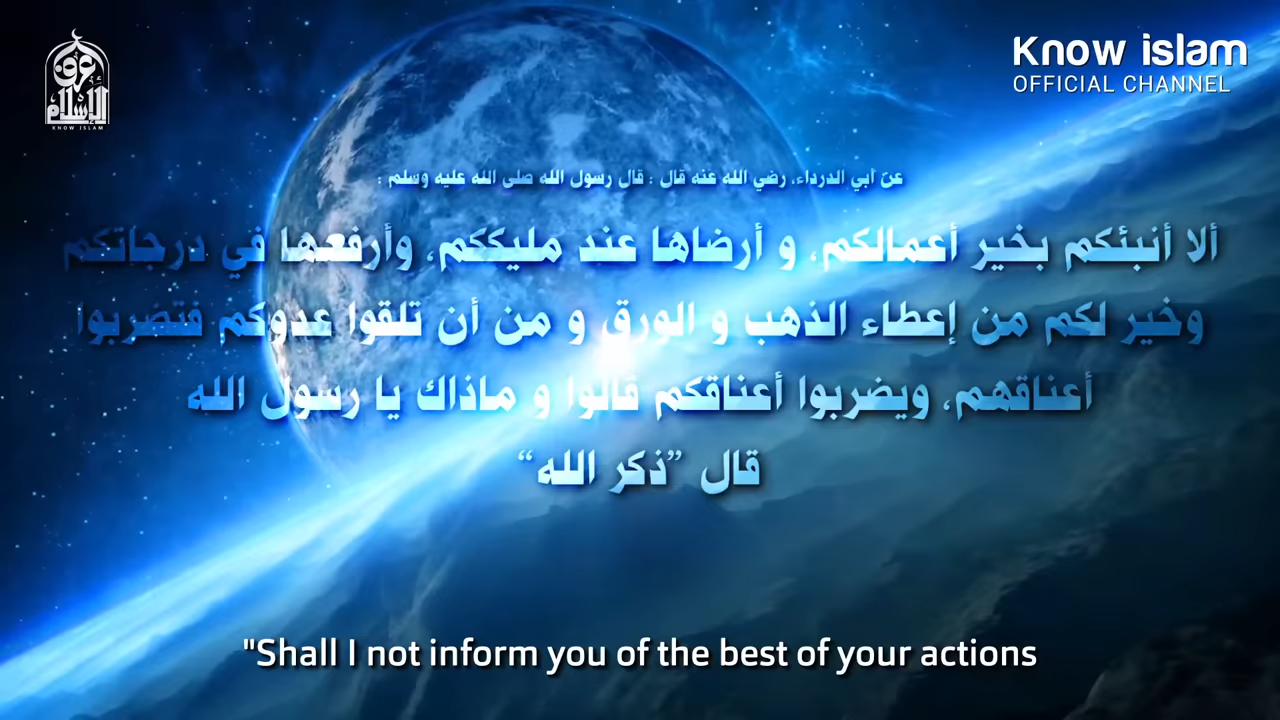 Know islam
OFFICIAL CHANNEL
اعرف
الإسلام
KNOW ISLAM
عن أبي الدرداء، رضي الله عنه قال : قال رسول الله صلى الله عليه وسلم :
ألا أنبئكم بخير أعمالكم، و أرضاها عند مليككم، وأرفعها في درجاتكم
وخير لكم من إعطاء الذهب و الورق و من أن تلقوا عدوكم فتضربوا
أعناقهم، ويضربوا أعناقكم قالوا و ماذاك يا رسول الله
قال ”ذكر الله“
"Shall I not inform you of the best of your actions